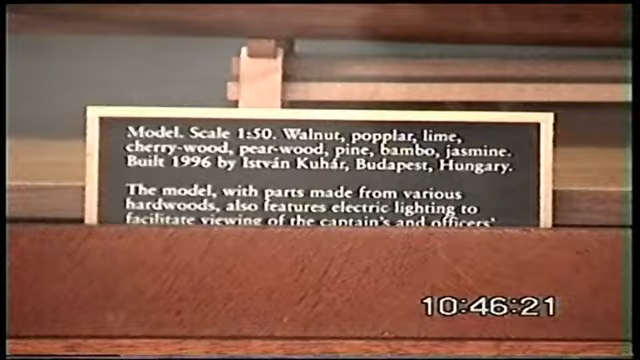 Model. Scale 1:50. Walnut, popplar, lime,
cherry-wood, pear-wood, pine, bambo, jasmine.
Built 1996 by István Kuhár, Budapest, Hungary.
The model, with parts made from various
hardwoods, also features electric lighting to
facilitate viewing of the captain's and officers'
10:46:21